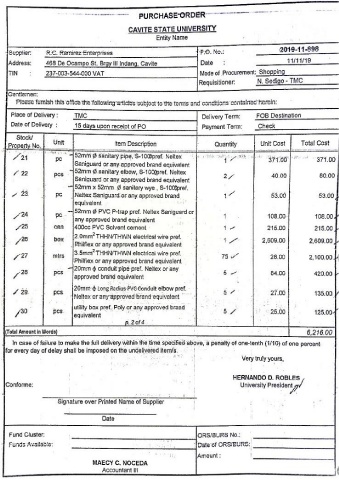 PURCHASE ORDER
CAVITE STATE UNIVERSITY
Entity Name
Supplier: R.C. Ramirez Enterprises
P.O. No.: 2019-11-898
Address: 468 De Ocampo St. Brgy III Indang, Cavite
Date : 11/11/19
TIN : 237-003-544-000 VAT
Mode of Procurement: Shopping
Requisitioner: N. Sedigo - TMC
Gentlemen:
Please furnish this office the following articles subject to the terms and conditions contained herein:
Place of Delivery : TMC
Delivery Term: FOB Destination
Date of Delivery : 15 days upon receipt of PO
Payment Term: Check
Stock/ Property No. Unit Item Description Quantity Unit Cost Total Cost
21 pc 52mm Ø sanitary pipe, S-1000pref. Neltex 1 371.00 371.00
Saniguard or any approved brand equivalent
22 pcs 52mm Ø sanitary elbow, S-1000pref. Neltex 2 40.00 80.00
Saniguard or any approved brand equivalent
23 pc 52mm x 52mm Ø sanitary wye., S-1000pref. 1 53.00 53.00
Neltex Saniguard or any approved brand
equivalent
24 pc 52mm Ø PVC P-trap pref. Neltex Saniguard or 1 108.00 108.00
any approved brand equivalent
25 can 400cc PVC Solvent cement 1 215.00 215.00
26 box 2.0mm² THHN/THWN electrical wire pref. 1 2,609.00 2,609.00
Philflex or any approved brand equivalent
27 mtrs 3.5mm² THHN/THWN electrical wire pref. 75 28.00 2,100.00
Philflex or any approved brand equivalent
28 pcs 20mm Ø conduit pipe pref. Neltex or any 5 84.00 420.00
approved brand equivalent
29 pcs 20mm Ø Long Radius PVC Conduit elbow pref. 5 27.00 135.00
Neltex or any approved brand equivalent
30 pcs utility box pref. Poly or any approved brand 5 25.00 125.00
equivalent
p. 2 of 4
(Total Amount in Words) 6,216.00
In case of failure to make the full delivery within the time specified above, a penalty of one-tenth (1/10) of one percent
for every day of delay shall be imposed on the undelivered item/s.
Very truly yours,
HERNANDO D. ROBLES
Conforme:
University President
Signature over Printed Name of Supplier
Date
Fund Cluster:
ORS/BURS No.:
Funds Available:
Date of ORS/BURS:
Amount :
MAECY C. NOCEDA
Accountant III